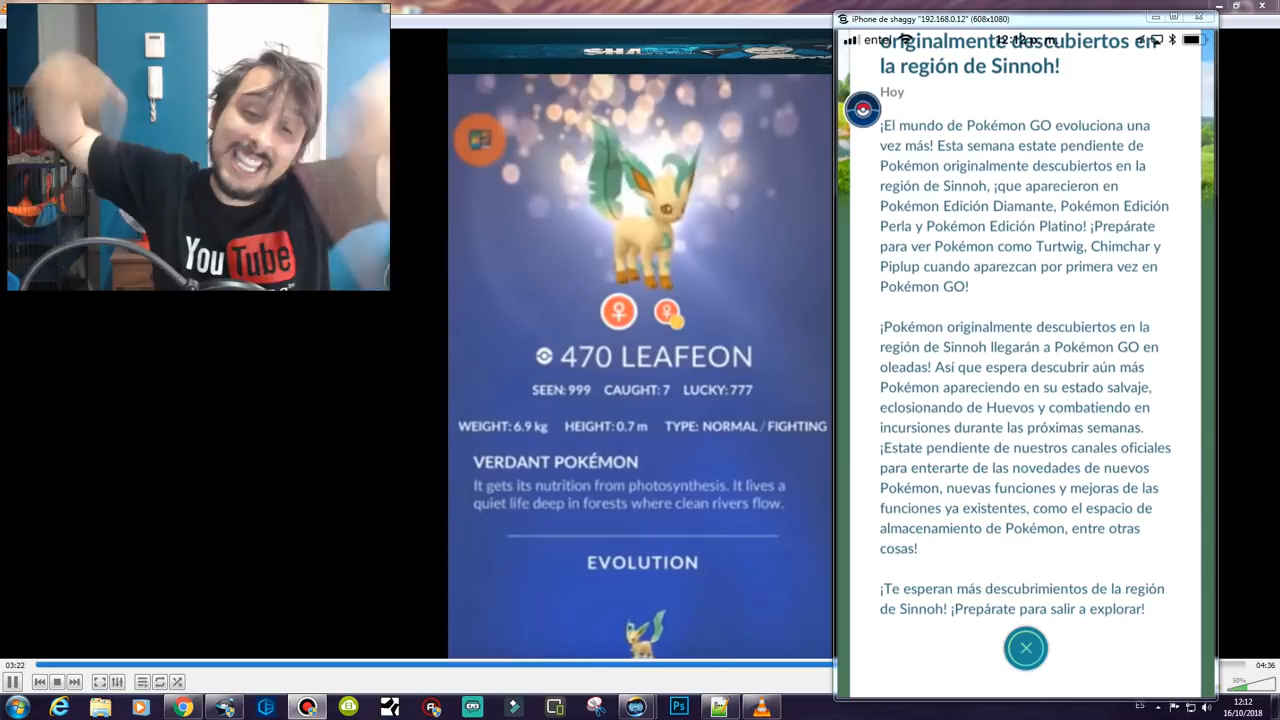 iPhone de shaggy "192.168.0.12" (608x1080)
entel
12:12 p. m.
originalmente descubiertos en
la región de Sinnoh!
Hoy
¡El mundo de Pokémon GO evoluciona una
vez más! Esta semana estate pendiente de
Pokémon originalmente descubiertos en la
región de Sinnoh, ¡que aparecieron en
Pokémon Edición Diamante, Pokémon Edición
Perla y Pokémon Edición Platino! ¡Prepárate
para ver Pokémon como Turtwig, Chimchar y
Piplup cuando aparezcan por primera vez en
Pokémon GO!
¡Pokémon originalmente descubiertos en la
región de Sinnoh llegarán a Pokémon GO en
oleadas! Así que espera descubrir aún más
Pokémon apareciendo en su estado salvaje,
eclosionando de Huevos y combatiendo en
incursiones durante las próximas semanas.
¡Estate pendiente de nuestros canales oficiales
para enterarte de las novedades de nuevos
Pokémon, nuevas funciones y mejoras de las
funciones ya existentes, como el espacio de
almacenamiento de Pokémon, entre otras
cosas!
¡Te esperan más descubrimientos de la región
de Sinnoh! ¡Prepárate para salir a explorar!
You Tube
470 LEAFEON
SEEN: 999 CAUGHT: 7 LUCKY: 777
WEIGHT: 6.9 kg HEIGHT: 0.7 m TYPE: NORMAL / FIGHTING
VERDANT POKÉMON
It gets its nutrition from photosynthesis. It lives a
quiet life deep in forests where clean rivers flow.
EVOLUTION
03:22
04:36
50%
Ps
ES
12:12
16/10/2018